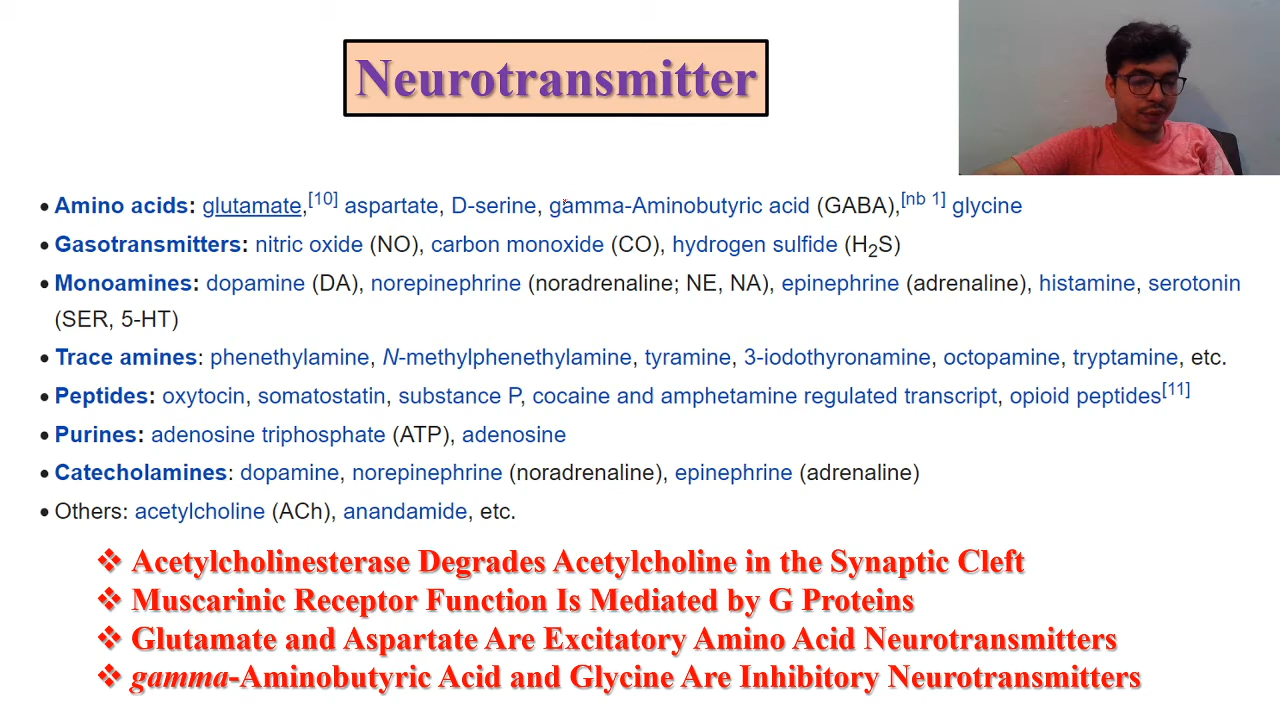 Neurotransmitter
• Amino acids: glutamate,[10] aspartate, D-serine, gamma-Aminobutyric acid (GABA),[nb 1] glycine
• Gasotransmitters: nitric oxide (NO), carbon monoxide (CO), hydrogen sulfide (H₂S)
• Monoamines: dopamine (DA), norepinephrine (noradrenaline; NE, NA), epinephrine (adrenaline), histamine, serotonin
(SER, 5-HT)
• Trace amines: phenethylamine, N-methylphenethylamine, tyramine, 3-iodothyronamine, octopamine, tryptamine, etc.
• Peptides: oxytocin, somatostatin, substance P, cocaine and amphetamine regulated transcript, opioid peptides[11]
• Purines: adenosine triphosphate (ATP), adenosine
• Catecholamines: dopamine, norepinephrine (noradrenaline), epinephrine (adrenaline)
• Others: acetylcholine (ACh), anandamide, etc.
❖ Acetylcholinesterase Degrades Acetylcholine in the Synaptic Cleft
❖ Muscarinic Receptor Function Is Mediated by G Proteins
❖ Glutamate and Aspartate Are Excitatory Amino Acid Neurotransmitters
❖ gamma-Aminobutyric Acid and Glycine Are Inhibitory Neurotransmitters